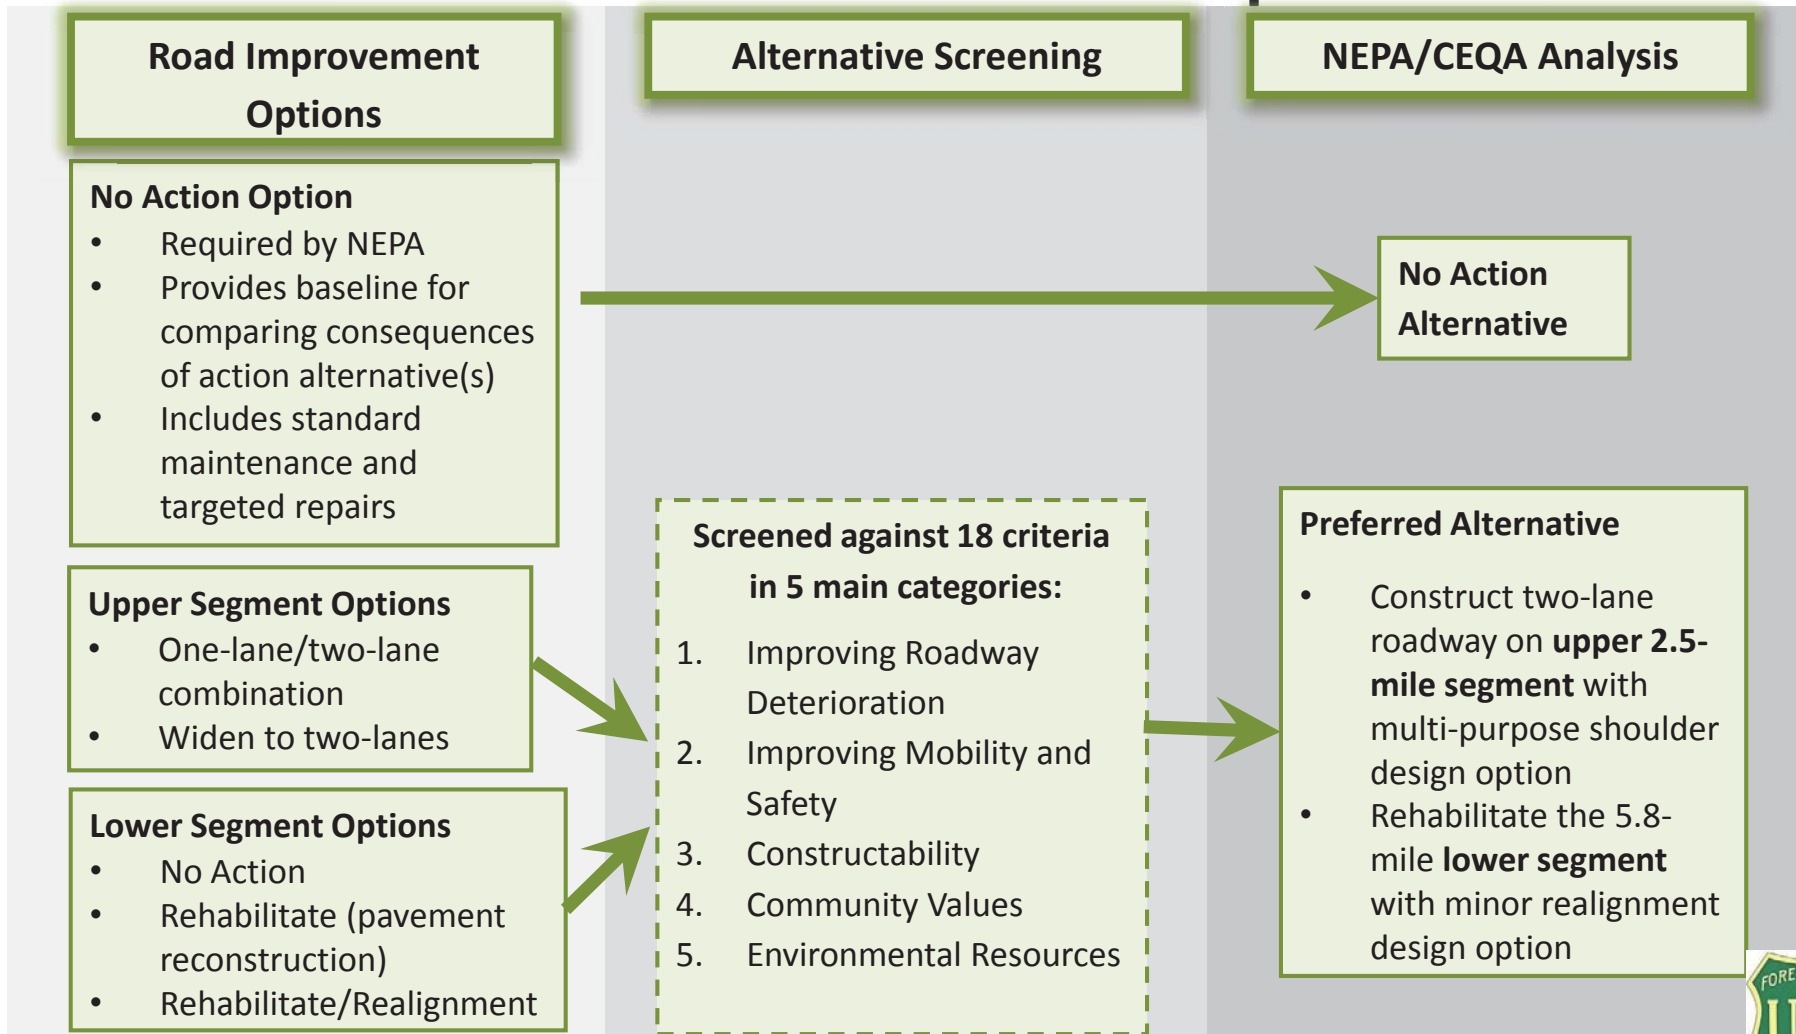 Road Improvement
Options
Alternative Screening
NEPA/CEQA Analysis
No Action Option
• Required by NEPA
• Provides baseline for
comparing consequences
of action alternative(s)
• Includes standard
maintenance and
targeted repairs
No Action
Alternative
Upper Segment Options
• One-lane/two-lane
combination
• Widen to two-lanes
Lower Segment Options
• No Action
• Rehabilitate (pavement
reconstruction)
• Rehabilitate/Realignment
Screened against 18 criteria
in 5 main categories:
1. Improving Roadway
Deterioration
2. Improving Mobility and
Safety
3. Constructability
4. Community Values
5. Environmental Resources
Preferred Alternative
• Construct two-lane
roadway on upper 2.5-
mile segment with
multi-purpose shoulder
design option
• Rehabilitate the 5.8-
mile lower segment
with minor realignment
design option